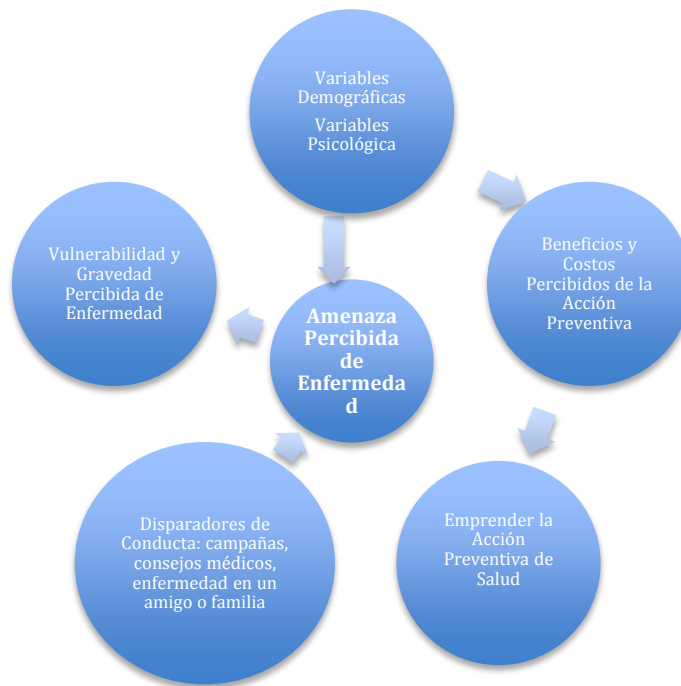 Variables
Demográficas
Variables
Psicológica
Vulnerabilidad y
Gravedad
Percibida de
Enfermedad
Beneficios y
Costos
Percibidos de la
Acción
Preventiva
Amenaza
Percibida
de
Enfermeda
d
Disparadores de
Conducta: campañas,
consejos médicos,
enfermedad en un
amigo o familia
Emprender la
Acción
Preventiva de
Salud